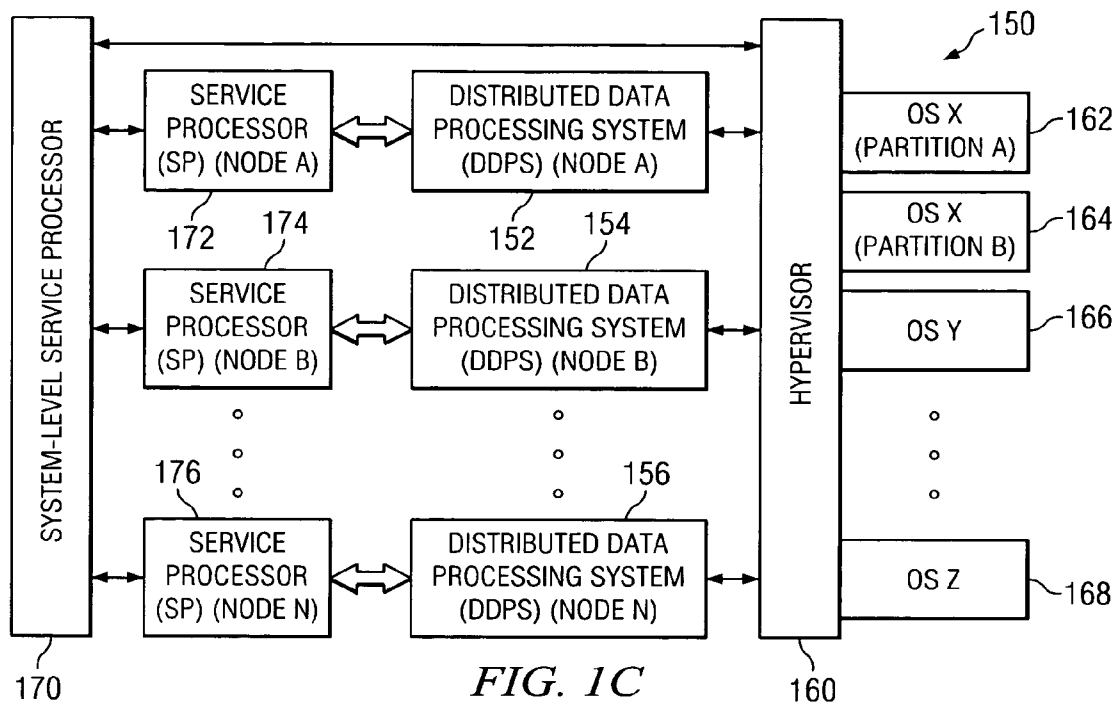 150
SYSTEM-LEVEL SERVICE PROCESSOR
SERVICE
PROCESSOR
(SP) (NODE A)
172
DISTRIBUTED DATA
PROCESSING SYSTEM
(DDPS) (NODE A)
152
HYPERVISOR
OS X
(PARTITION A)
162
OS X
(PARTITION B)
164
174
SERVICE
PROCESSOR
(SP) (NODE B)
154
DISTRIBUTED DATA
PROCESSING SYSTEM
(DDPS) (NODE B)
OS Y
166
176
SERVICE
PROCESSOR
(SP) (NODE N)
156
DISTRIBUTED DATA
PROCESSING SYSTEM
(DDPS) (NODE N)
OS Z
168
170
FIG. 1C
160